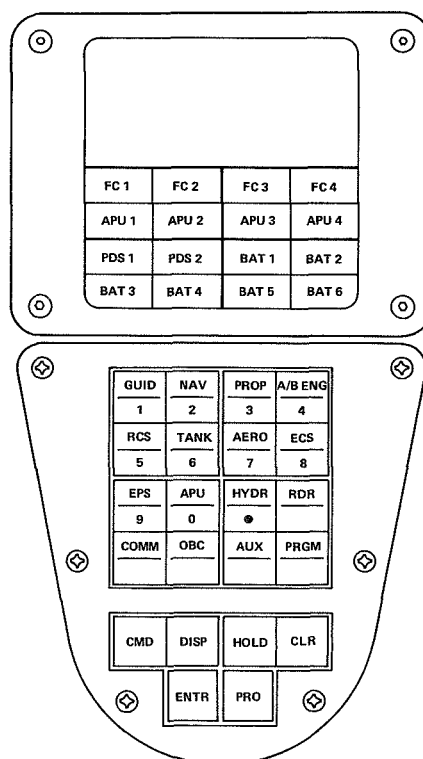 FC 1 FC 2 FC 3 FC 4
APU 1 APU 2 APU 3 APU 4
PDS 1 PDS 2 BAT 1 BAT 2
BAT 3 BAT 4 BAT 5 BAT 6
GUID NAV PROP A/B ENG
1 2 3 4
RCS TANK AERO ECS
5 6 7 8
EPS APU HYDR RDR
9 0 •
COMM OBC AUX PRGM
CMD DISP HOLD CLR
ENTR PRO